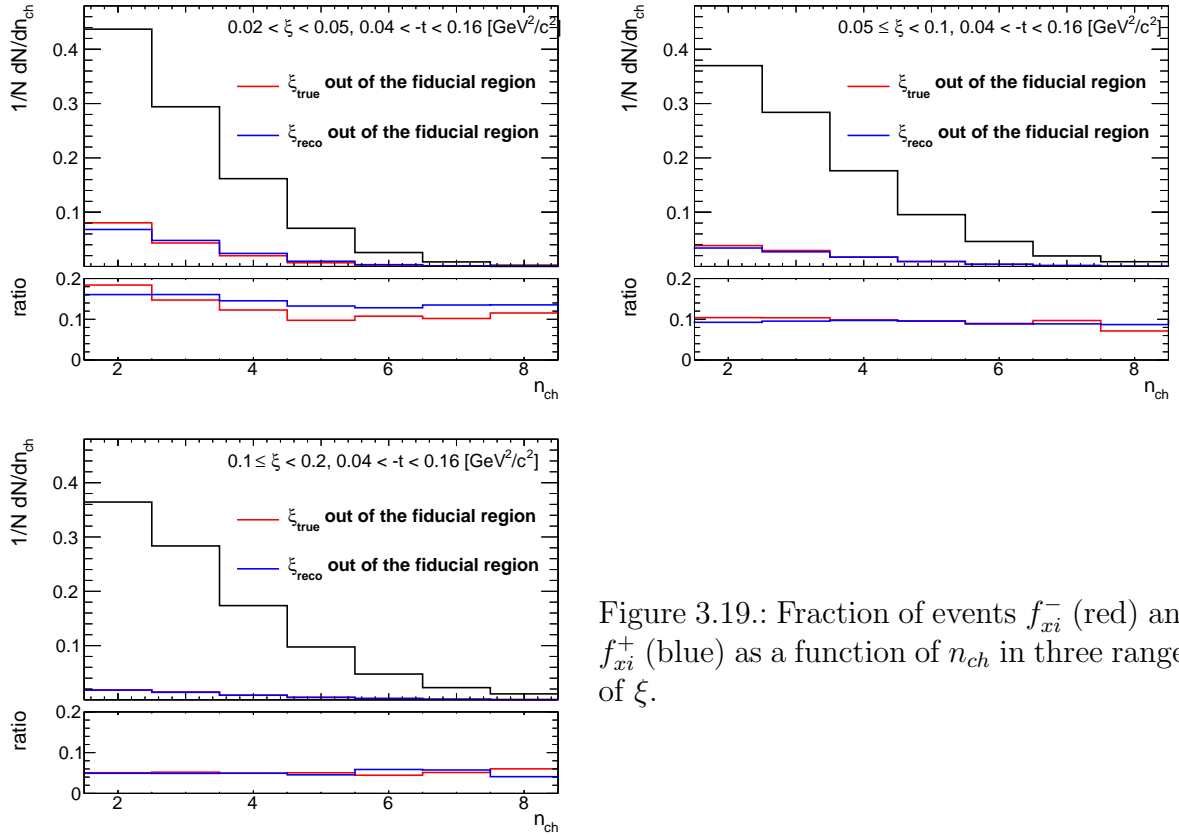 1/N dN/dn_ch
0.02 < ξ < 0.05, 0.04 < -t < 0.16 [GeV²/c²]
0.4
ξ_true out of the fiducial region
0.3
ξ_reco out of the fiducial region
0.2
0.1
ratio
0.2
0.1
0
2 4 6 8
n_ch
1/N dN/dn_ch
0.05 ≤ ξ < 0.1, 0.04 < -t < 0.16 [GeV²/c²]
0.4
ξ_true out of the fiducial region
0.3
ξ_reco out of the fiducial region
0.2
0.1
ratio
0.2
0.1
0
2 4 6 8
n_ch
1/N dN/dn_ch
0.1 ≤ ξ < 0.2, 0.04 < -t < 0.16 [GeV²/c²]
0.4
ξ_true out of the fiducial region
0.3
ξ_reco out of the fiducial region
0.2
0.1
ratio
0.2
0.1
0
2 4 6 8
n_ch
Figure 3.19.: Fraction of events f_xi^- (red) an
f_xi^+ (blue) as a function of n_ch in three range
of ξ.